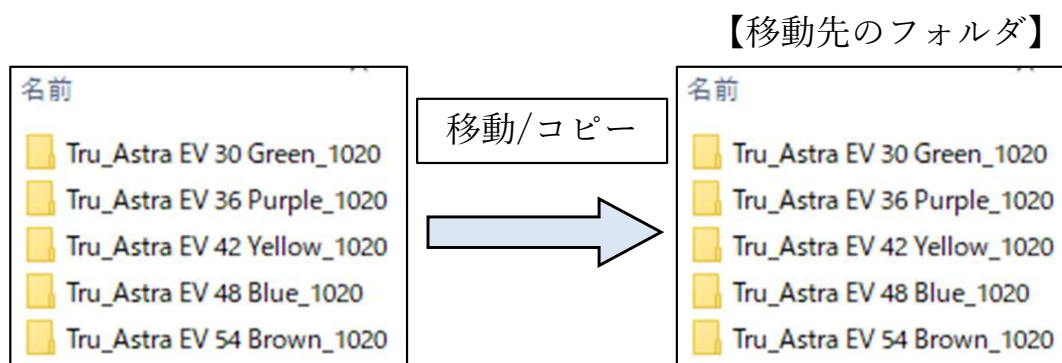 【移動先のフォルダ】
名前
Tru_Astra EV 30 Green_1020
Tru_Astra EV 36 Purple_1020
Tru_Astra EV 42 Yellow_1020
Tru_Astra EV 48 Blue_1020
Tru_Astra EV 54 Brown_1020
移動/コピー
名前
Tru_Astra EV 30 Green_1020
Tru_Astra EV 36 Purple_1020
Tru_Astra EV 42 Yellow_1020
Tru_Astra EV 48 Blue_1020
Tru_Astra EV 54 Brown_1020